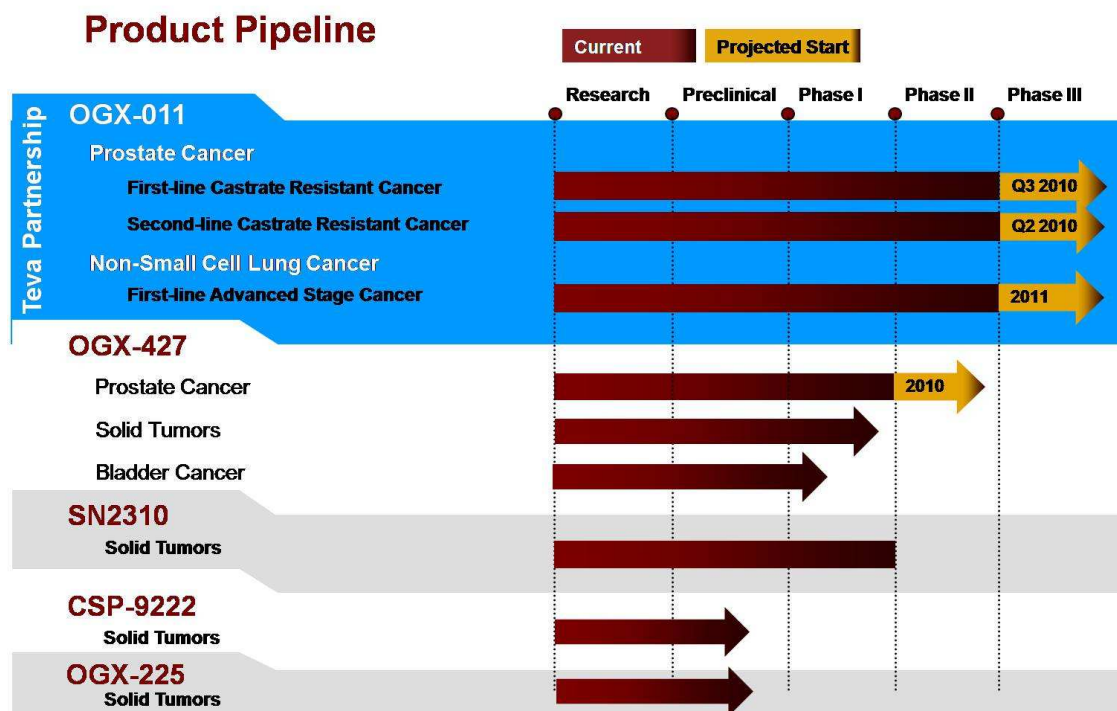 Product Pipeline
Current
Projected Start
Research
Preclinical
Phase I
Phase II
Phase III
Teva Partnership
OGX-011
Prostate Cancer
First-line Castrate Resistant Cancer
Q3 2010
Second-line Castrate Resistant Cancer
Q2 2010
Non-Small Cell Lung Cancer
First-line Advanced Stage Cancer
2011
OGX-427
Prostate Cancer
2010
Solid Tumors
Bladder Cancer
SN2310
Solid Tumors
CSP-9222
Solid Tumors
OGX-225
Solid Tumors